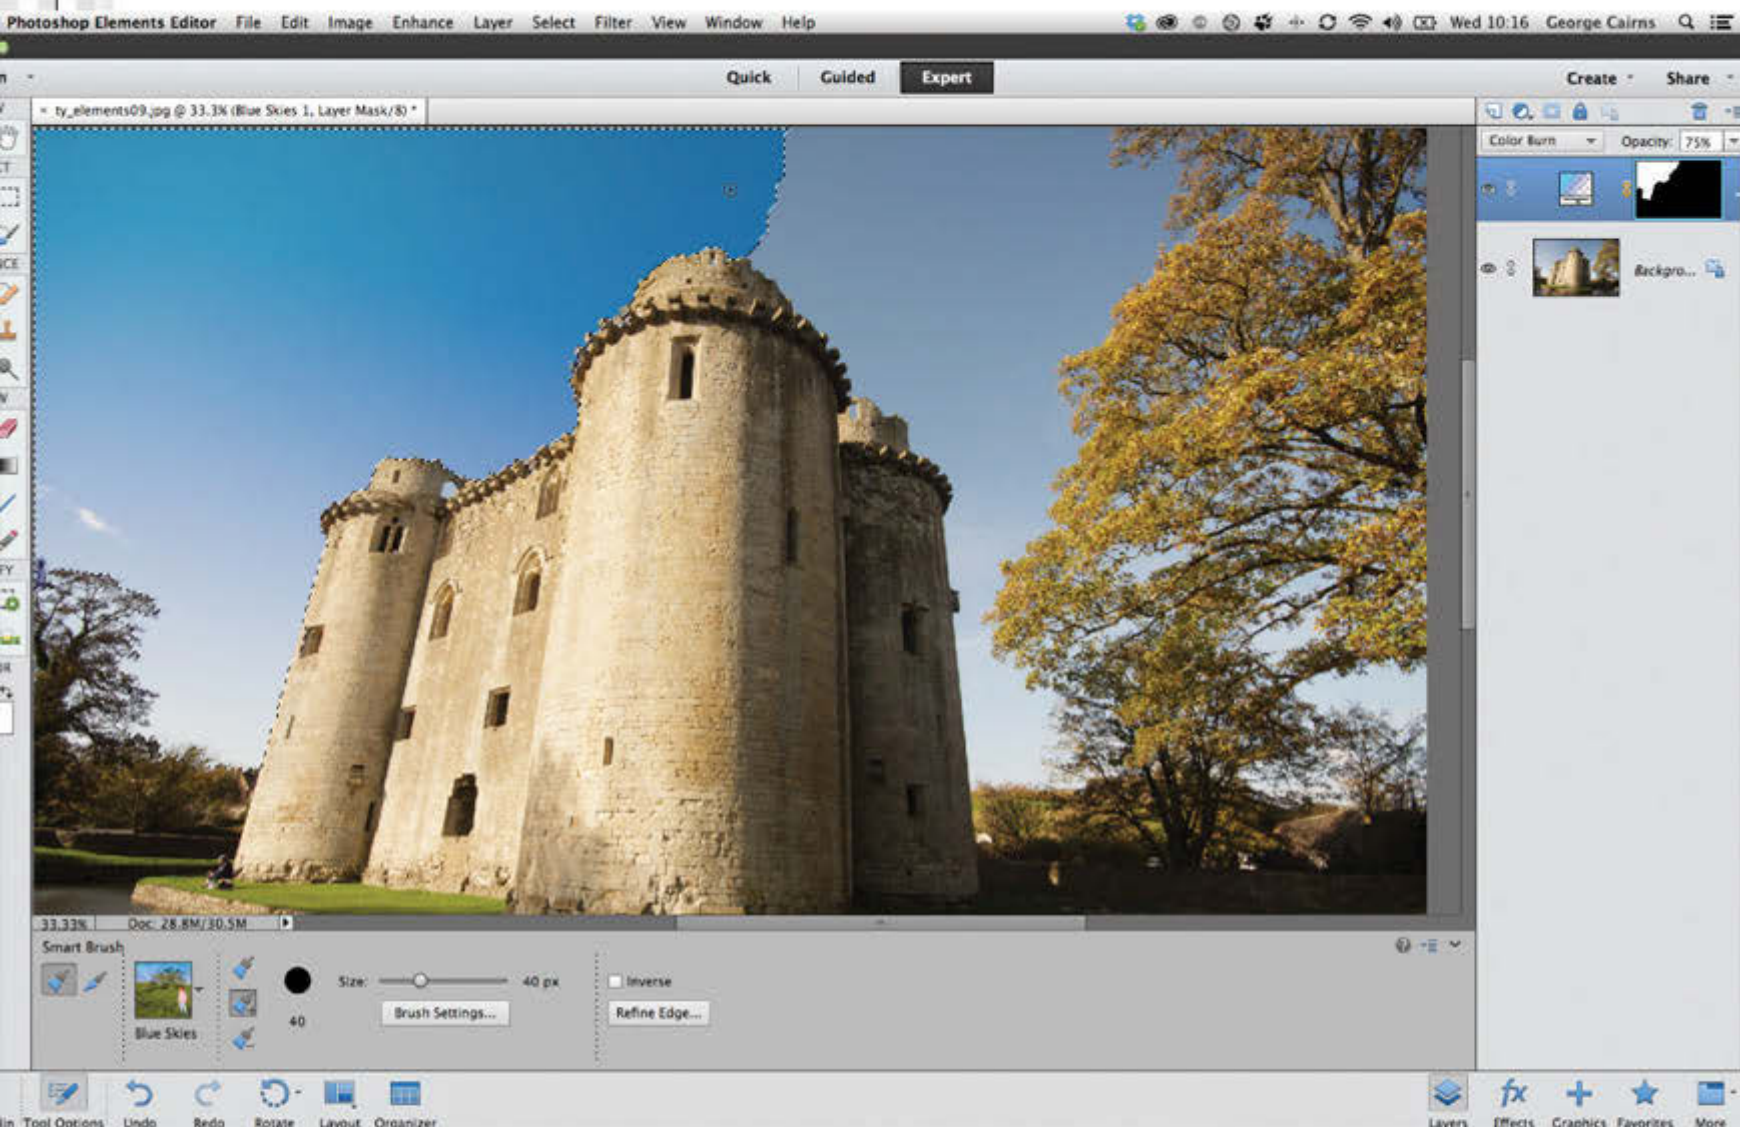 Photoshop Elements Editor File Edit Image Enhance Layer Select Filter View Window Help Wed 10:16 George Cairns
Quick Guided Expert Create Share
× ty_elements09.jpg @ 33.3% (Blue Skies 1, Layer Mask/8) *
Color Burn Opacity: 75%
Backgro...
33.33% Doc: 28.8M/30.5M
Smart Brush
Size: 40 px Inverse
40 Brush Settings... Refine Edge...
Blue Skies
fx
Tool Options Undo Redo Rotate Layout Organizer Layers Effects Graphics Favorites More